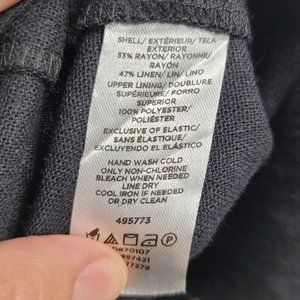 SHELL/EXTÉRIEUR/TELA
EXTERIOR
53% RAYON/RAYONNE/
RAYÓN
47% LINEN/LIN/LINO
UPPER LINING/DOUBLURE
SUPÉRIEURE/FORRO
SUPERIOR
100% POLYESTER/
POLIÉSTER
EXCLUSIVE OF ELASTIC/
SANS ÉLASTIQUE/
EXCLUYENDO EL ELÁSTICO
HAND WASH COLD
ONLY NON-CHLORINE
BLEACH WHEN NEEDED
LINE DRY
COOL IRON IF NEEDED
OR DRY CLEAN
495773